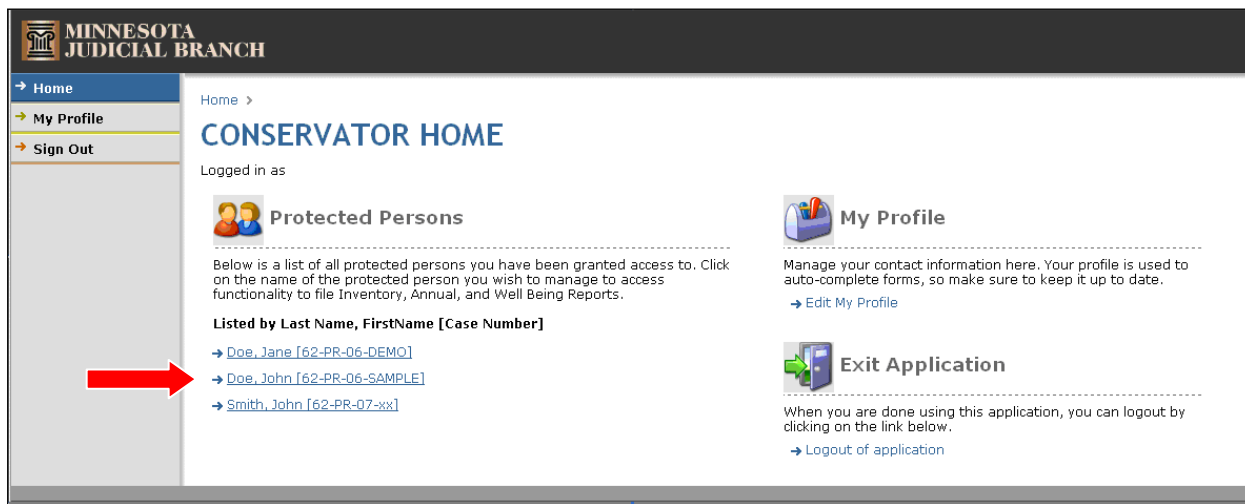 MINNESOTA
JUDICIAL BRANCH
Home
My Profile
Sign Out
Home >
CONSERVATOR HOME
Logged in as
Protected Persons
Below is a list of all protected persons you have been granted access to. Click
on the name of the protected person you wish to manage to access
functionality to file Inventory, Annual, and Well Being Reports.
Listed by Last Name, FirstName [Case Number]
Doe, Jane [62-PR-06-DEMO]
Doe, John [62-PR-06-SAMPLE]
Smith, John [62-PR-07-xx]
My Profile
Manage your contact information here. Your profile is used to
auto-complete forms, so make sure to keep it up to date.
Edit My Profile
Exit Application
When you are done using this application, you can logout by
clicking on the link below.
Logout of application